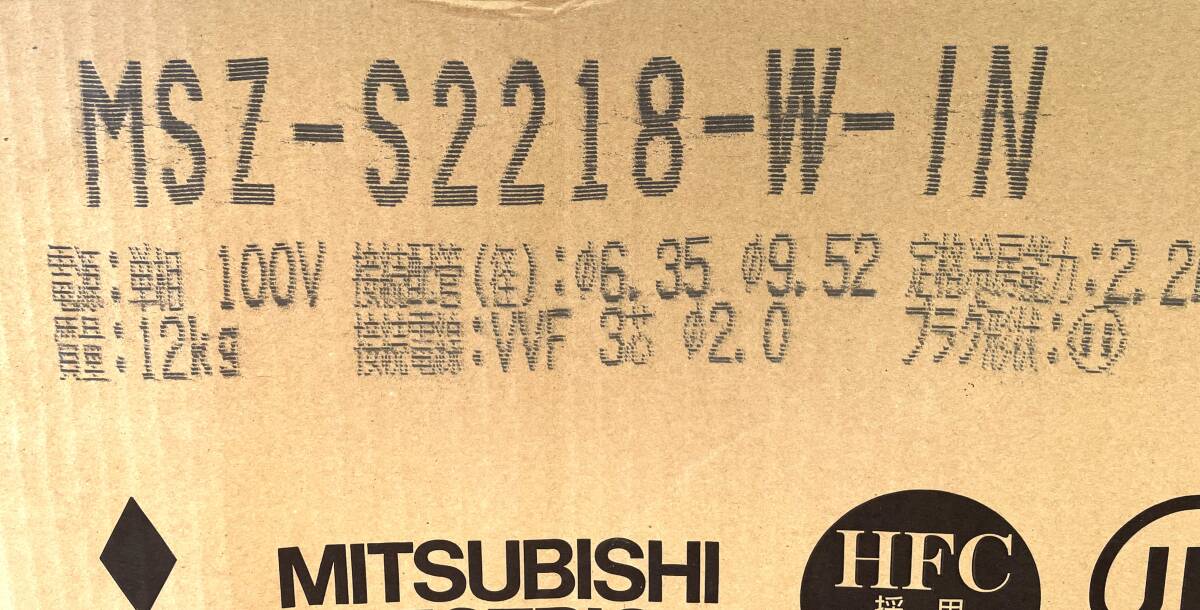 MSZ-S2218-W-IN
電源:単相 100V 接続配管(径):φ6.35 φ9.52 定格冷房能力:2.2
質量:12kg 接続電線:VVF 3芯 φ2.0 プラグ形状:
MITSUBISHI
HFC
採用